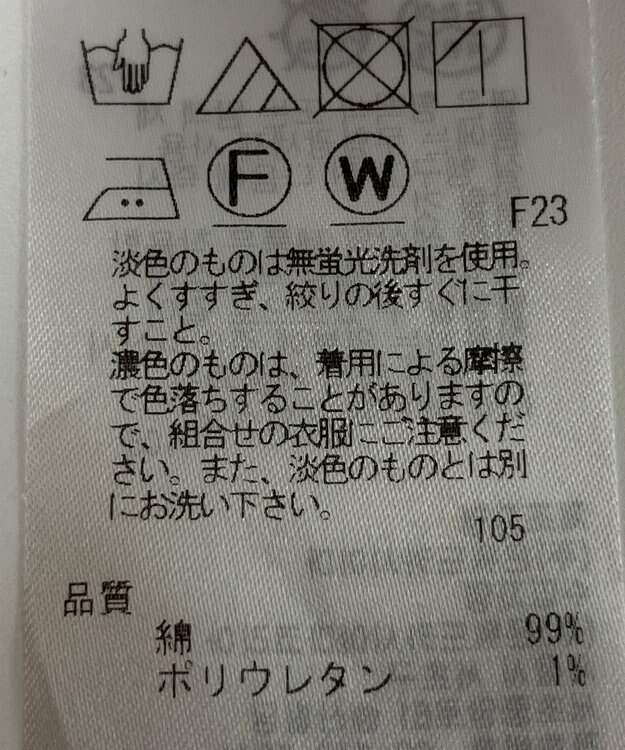 F W
F23
淡色のものは無蛍光洗剤を使用。
よくすすぎ、絞りの後すぐに干
すこと。
濃色のものは、着用による摩擦
で色落ちすることがありますの
で、組合せの衣服にご注意くだ
さい。また、淡色のものとは別
にお洗い下さい。
105
品質
綿 99%
ポリウレタン 1%